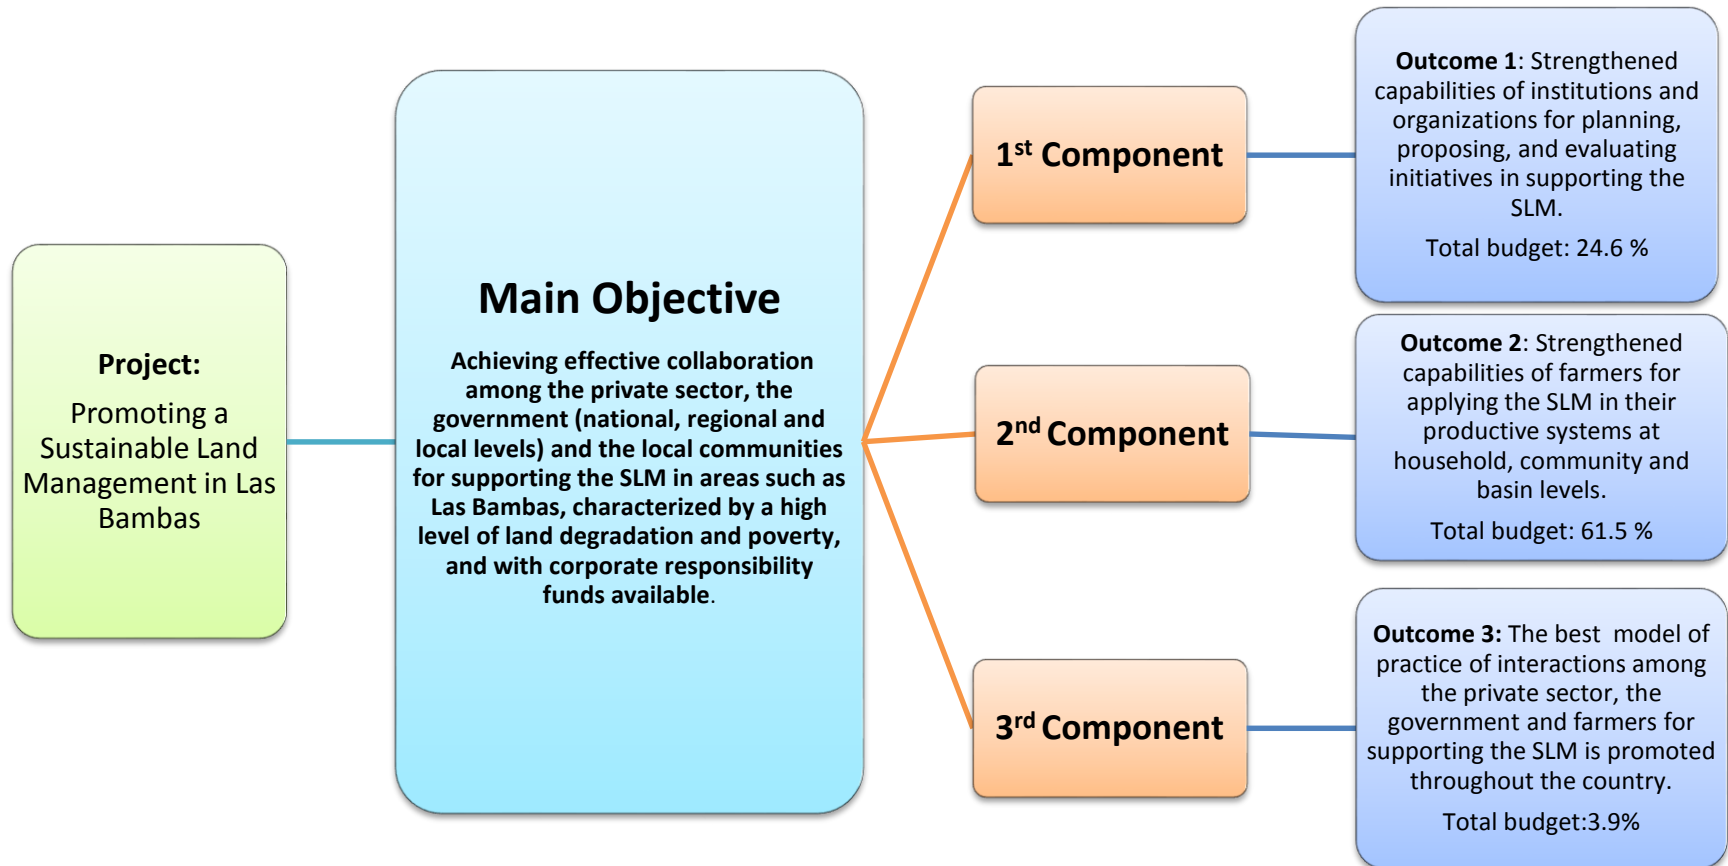 Project:
Promoting a
Sustainable Land
Management in Las
Bambas
Main Objective
Achieving effective collaboration
among the private sector, the
government (national, regional and
local levels) and the local communities
for supporting the SLM in areas such as
Las Bambas, characterized by a high
level of land degradation and poverty,
and with corporate responsibility
funds available.
1st Component
Outcome 1: Strengthened
capabilities of institutions and
organizations for planning,
proposing, and evaluating
initiatives in supporting the
SLM.
Total budget: 24.6 %
2nd Component
Outcome 2: Strengthened
capabilities of farmers for
applying the SLM in their
productive systems at
household, community and
basin levels.
Total budget: 61.5 %
3rd Component
Outcome 3: The best  model of
practice of interactions among
the private sector, the
government and farmers for
supporting the SLM is promoted
throughout the country.
Total budget:3.9%